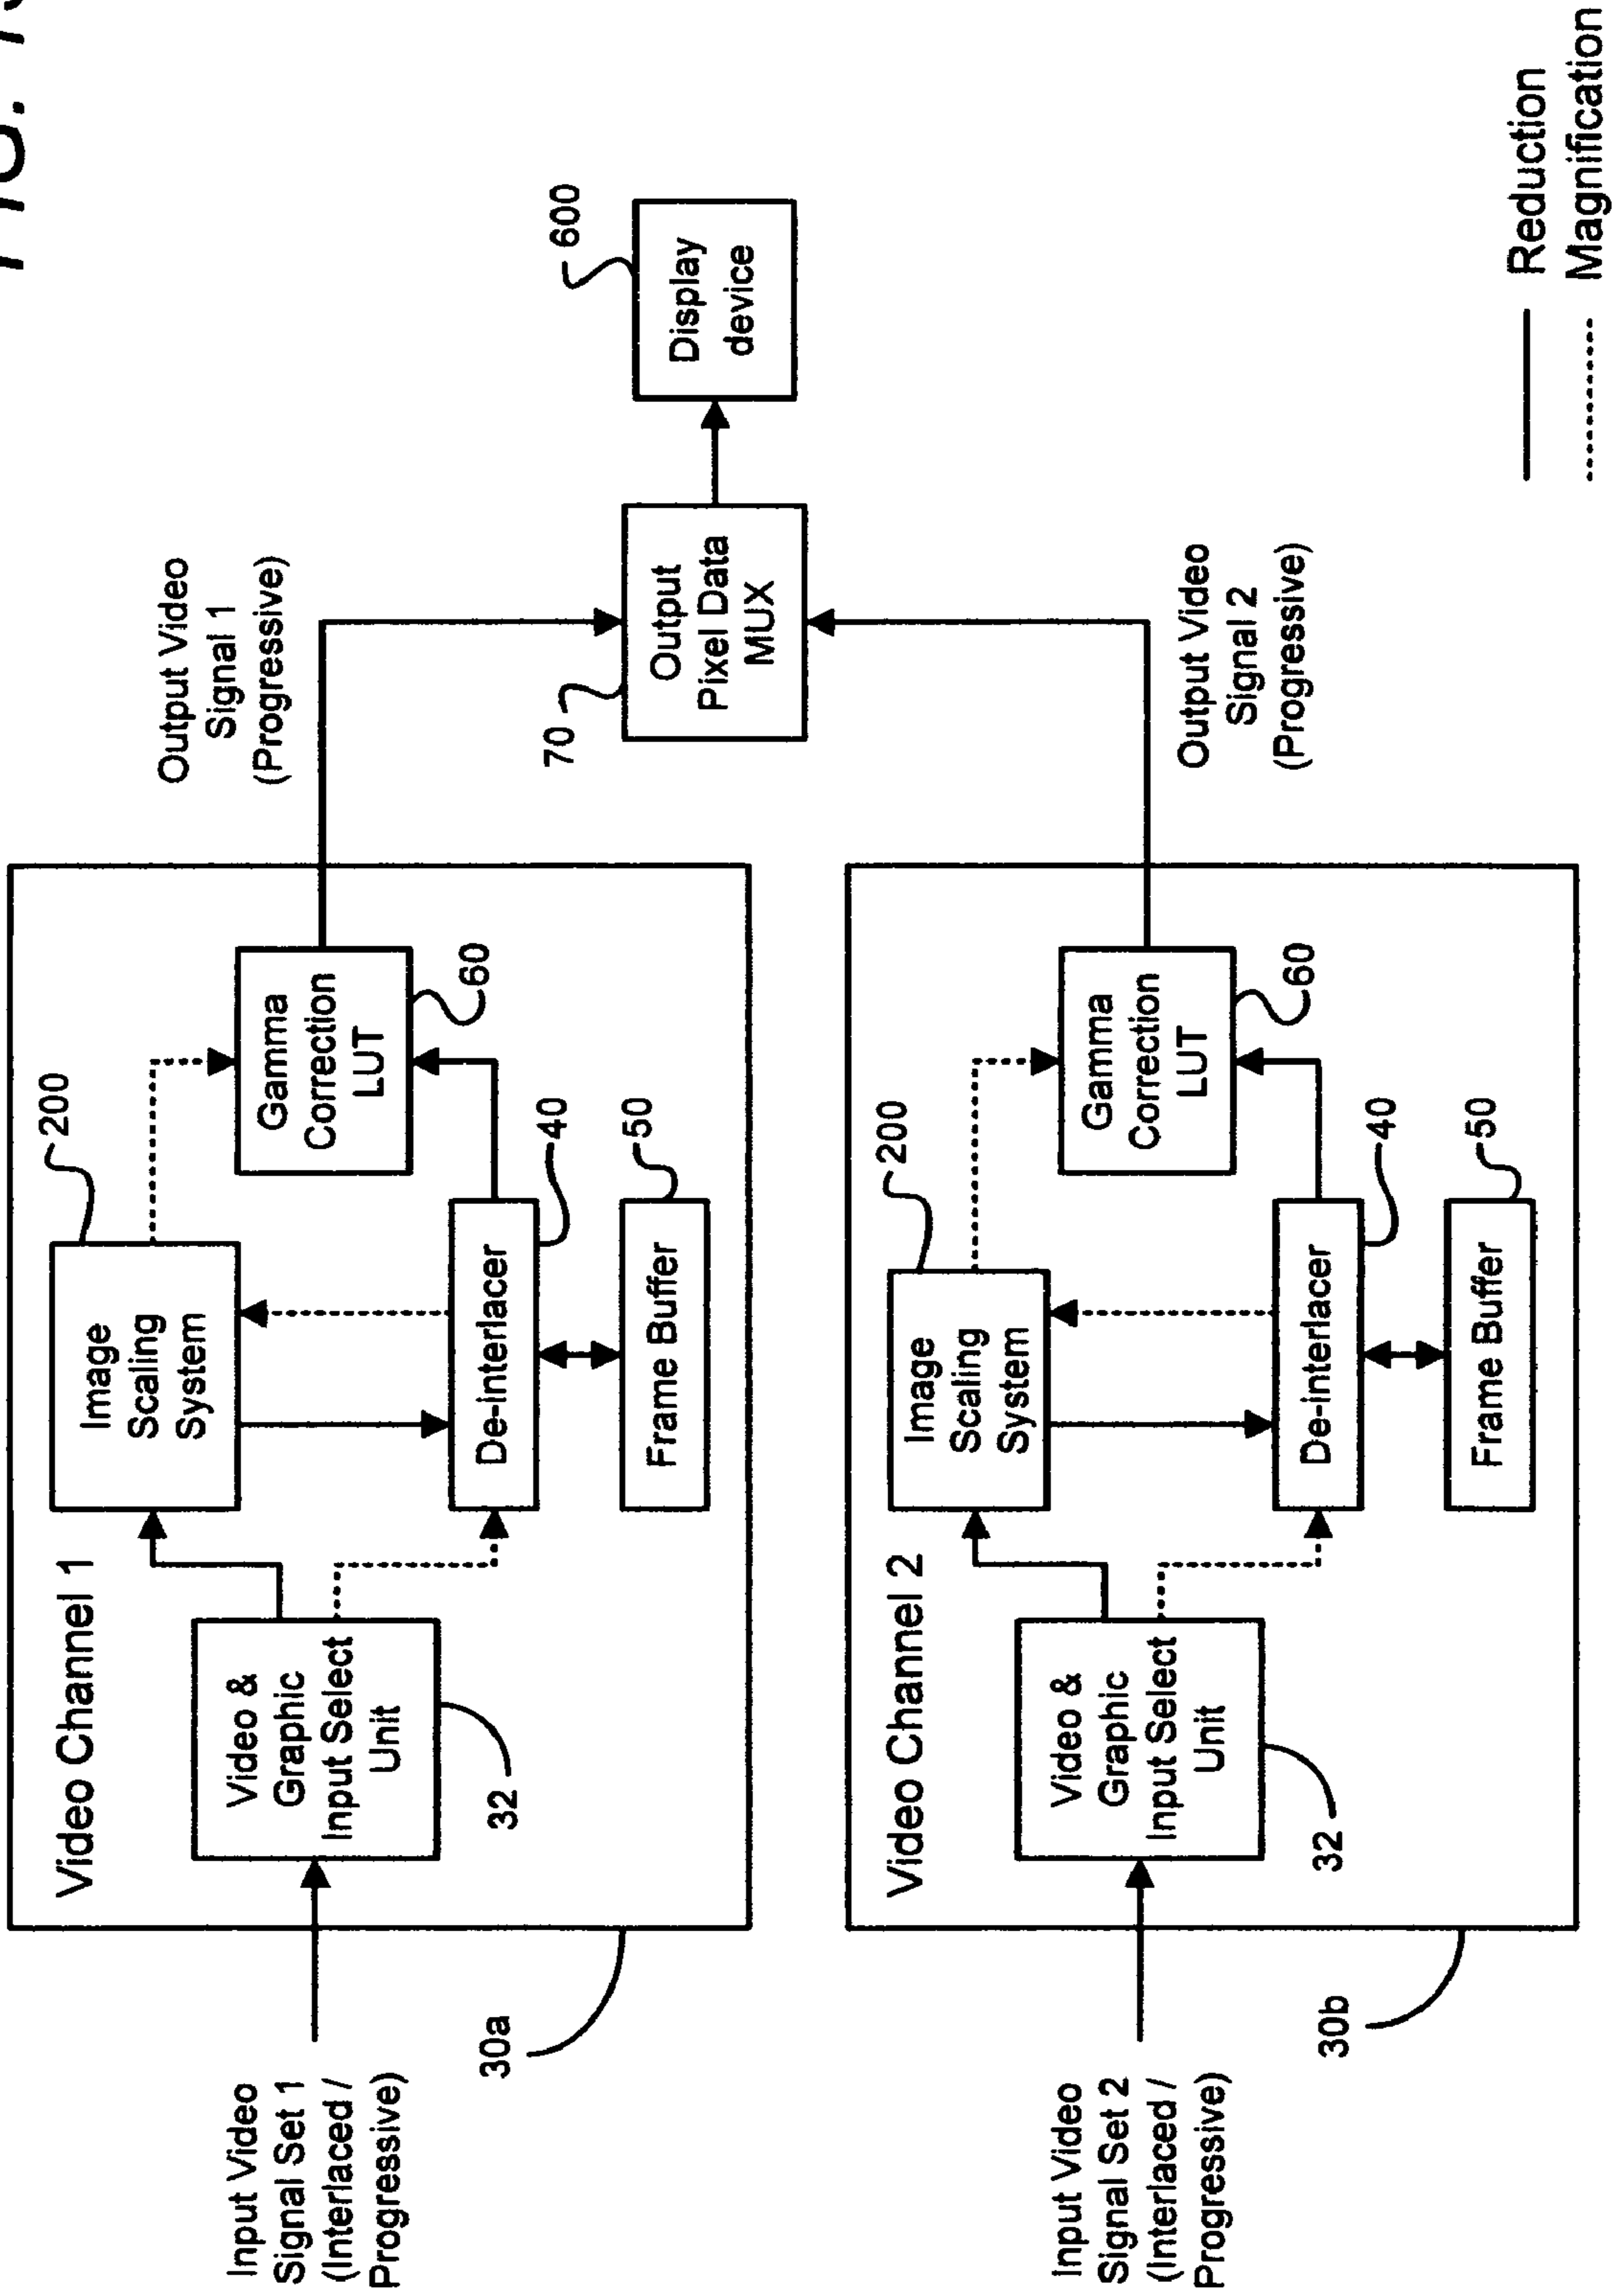 FIG.
Video Channel 1
Input Video
Signal Set 1
(Interlaced /
Progressive)
30a
Video &
Graphic
Input Select
Unit
32
Image
Scaling
System
200
De-interlacer
40
Frame Buffer
50
Gamma
Correction
LUT
60
Output Video
Signal 1
(Progressive)
70
Output
Pixel Data
MUX
Display
device
600
Video Channel 2
Input Video
Signal Set 2
(Interlaced /
Progressive)
30b
Video &
Graphic
Input Select
Unit
32
Image
Scaling
System
200
De-interlacer
40
Frame Buffer
50
Gamma
Correction
LUT
60
Output Video
Signal 2
(Progressive)
Reduction
Magnification